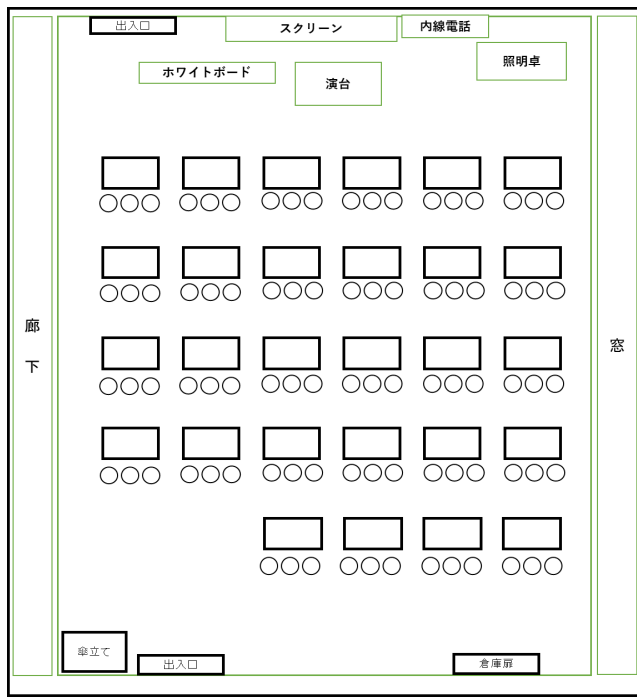 出入口
スクリーン
内線電話
照明卓
ホワイトボード
演台
廊
下
窓
傘立て
出入口
倉庫扉